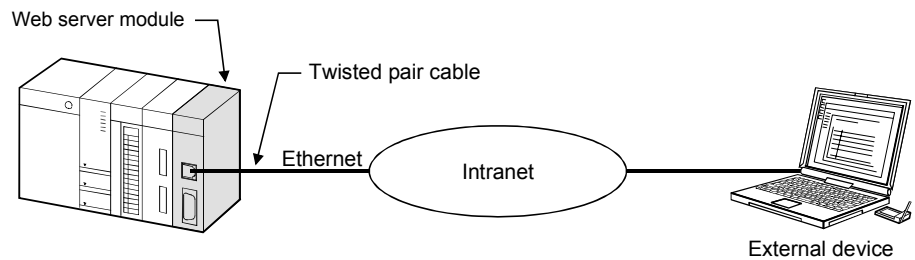 Web server module
Twisted pair cable
Ethernet
Intranet
External device